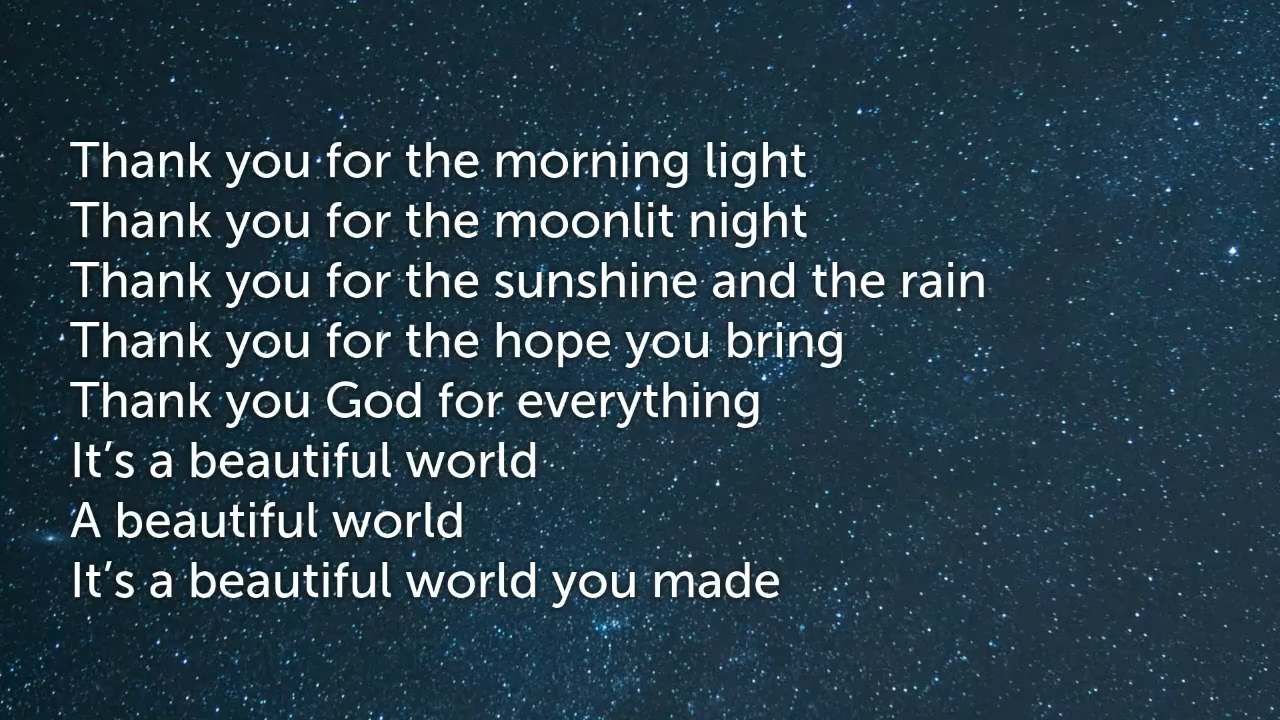 Thank you for the morning light
Thank you for the moonlit night
Thank you for the sunshine and the rain
Thank you for the hope you bring
Thank you God for everything
It’s a beautiful world
A beautiful world
It’s a beautiful world you made